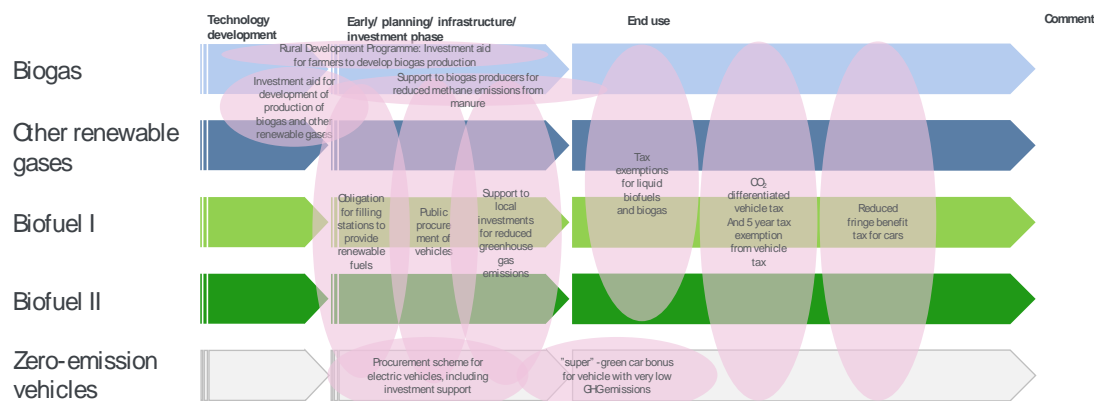 Technology
development
Early/ planning/ infrastructure/
investment phase
End use
Comment
Biogas
Rural Development Programme: Investment aid
for farmers to develop biogas production
Investment aid for
development of
production of
biogas and other
renewable gases
Support to biogas producers for
reduced methane emissions from
manure
Other renewable
gases
Tax
exemptions
for liquid
biofuels
and biogas
CO₂
differentiated
vehicle tax
And 5 year tax
exemption
from vehicle
tax
Biofuel I
Obligation
for filling
stations to
provide
renewable
fuels
Public
procure
ment of
vehicles
Support to
local
investments
for reduced
greenhouse
gas
emissions
Reduced
fringe benefit
tax for cars
Biofuel II
Zero-emission
vehicles
Procurement scheme for
electric vehicles, including
investment support
"super" -green car bonus
for vehicle with very low
GHG emissions